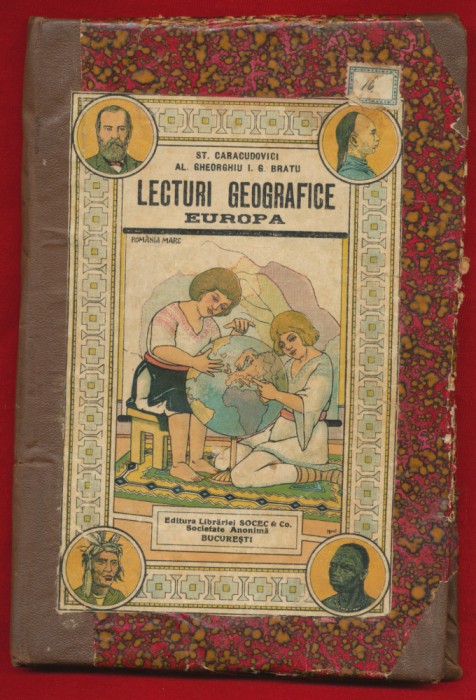 16
ST. CARACUDOVICI
AL. GHEORGHIU I. G. BRATU
LECTURI GEOGRAFICE
EUROPA
ROMÂNIA MARE
Editura Librăriei SOCEC & Co.
Societate Anonimă
BUCUREŞTI